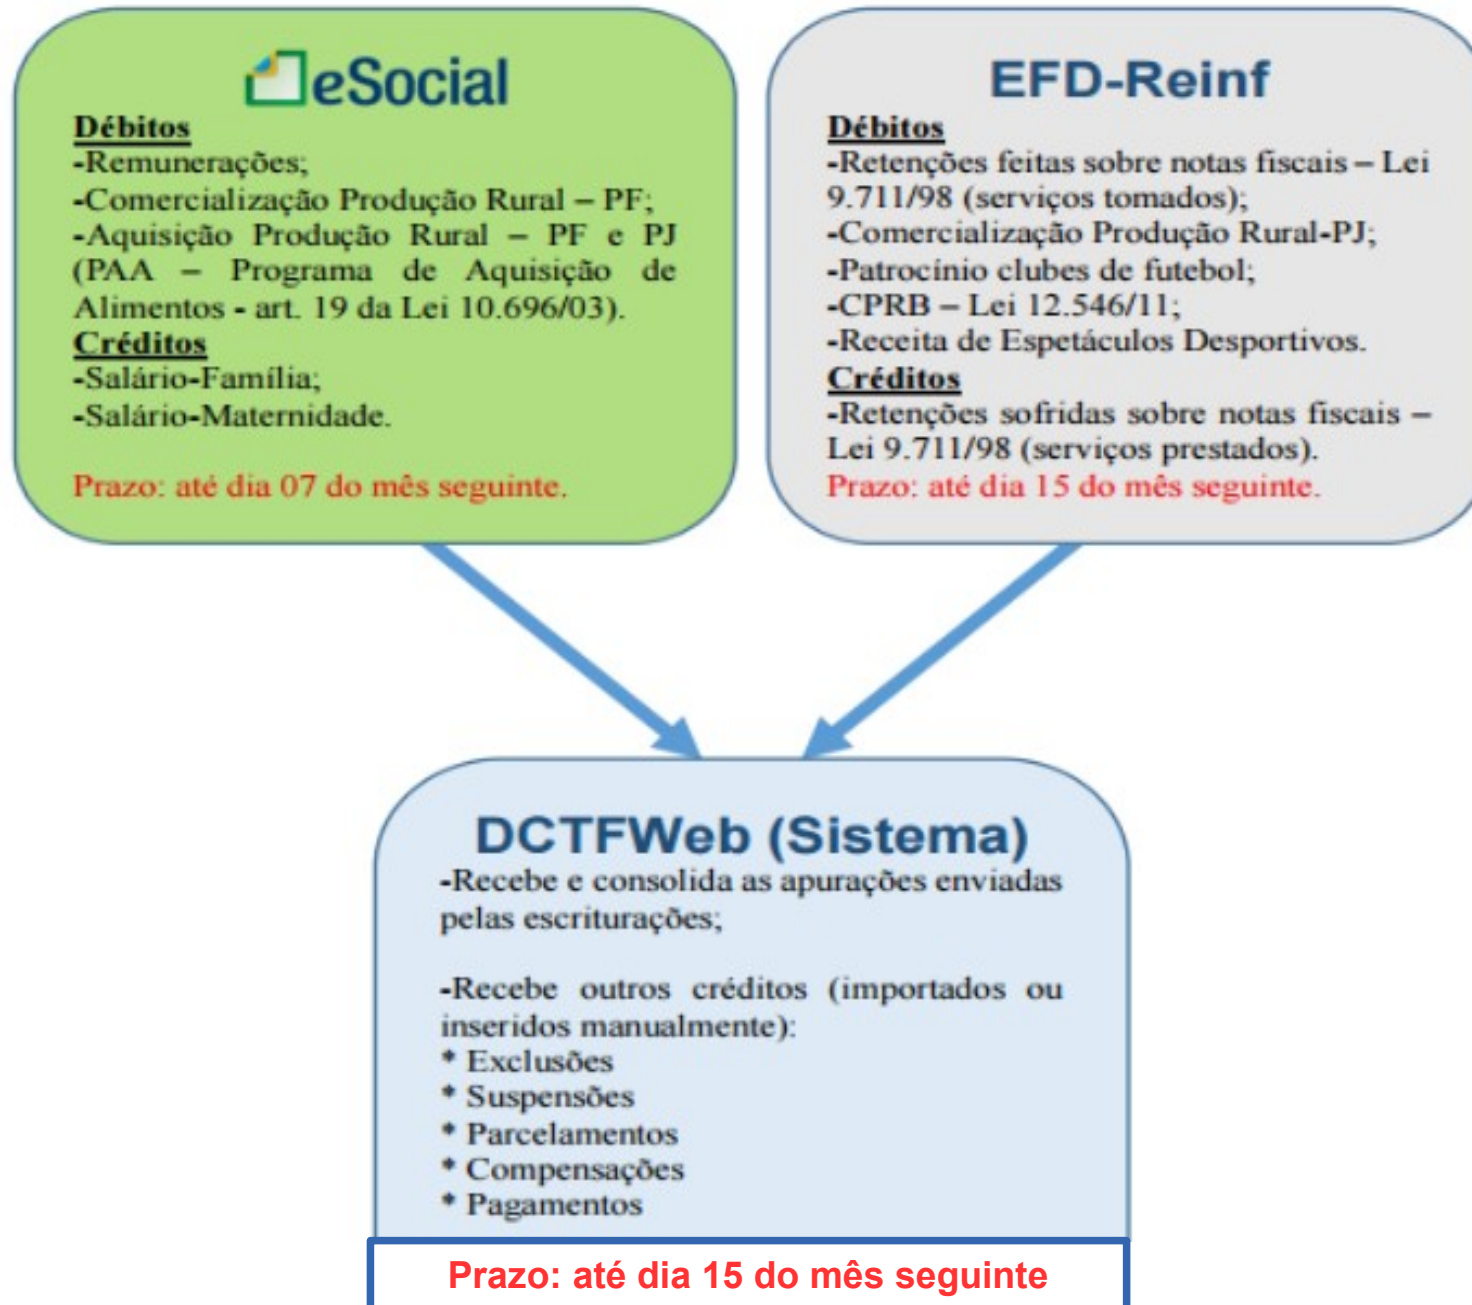 eSocial
Débitos
-Remunerações;
-Comercialização Produção Rural – PF;
-Aquisição Produção Rural – PF e PJ
(PAA – Programa de Aquisição de
Alimentos - art. 19 da Lei 10.696/03).
Créditos
-Salário-Família;
-Salário-Maternidade.
Prazo: até dia 07 do mês seguinte.
EFD-Reinf
Débitos
-Retenções feitas sobre notas fiscais – Lei
9.711/98 (serviços tomados);
-Comercialização Produção Rural-PJ;
-Patrocínio clubes de futebol;
-CPRB – Lei 12.546/11;
-Receita de Espetáculos Desportivos.
Créditos
-Retenções sofridas sobre notas fiscais –
Lei 9.711/98 (serviços prestados).
Prazo: até dia 15 do mês seguinte.
DCTFWeb (Sistema)
-Recebe e consolida as apurações enviadas
pelas escriturações;
-Recebe outros créditos (importados ou
inseridos manualmente):
* Exclusões
* Suspensões
* Parcelamentos
* Compensações
* Pagamentos
Prazo: até dia 15 do mês seguinte